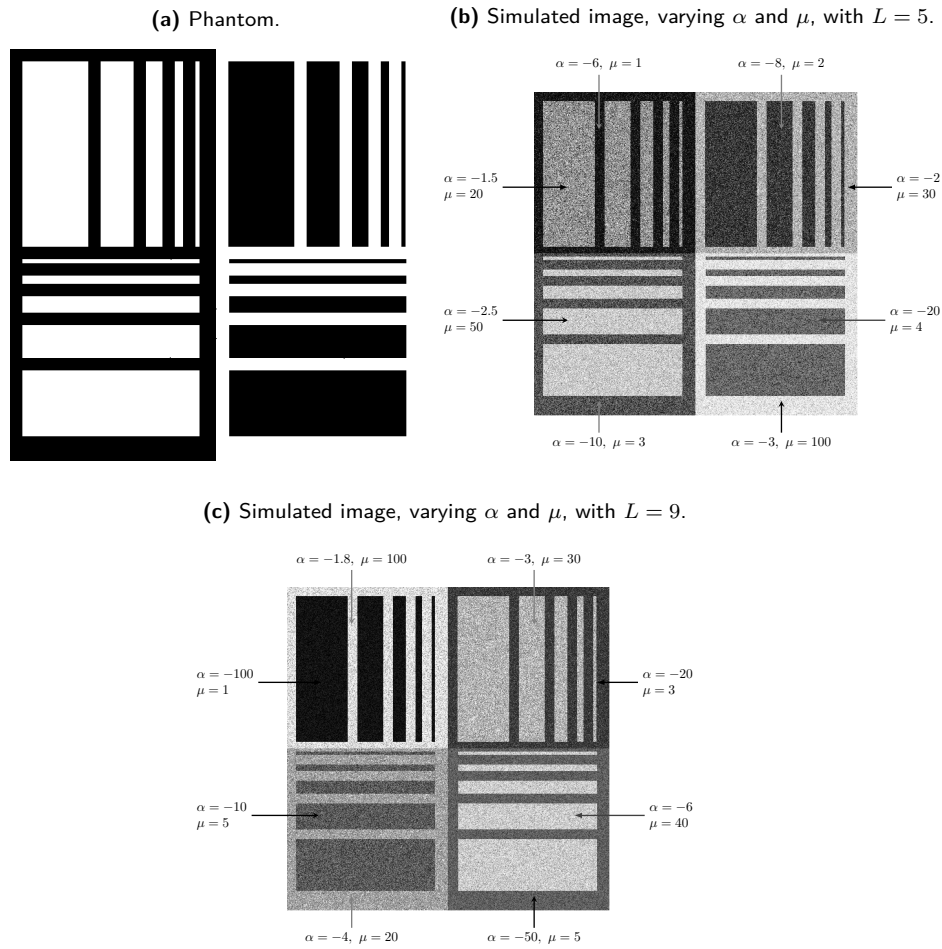 (a) Phantom.
(b) Simulated image, varying α and μ, with L = 5.
α = −6, μ = 1
α = −8, μ = 2
α = −1.5
μ = 20
α = −2
μ = 30
α = −2.5
μ = 50
α = −20
μ = 4
α = −10, μ = 3
α = −3, μ = 100
(c) Simulated image, varying α and μ, with L = 9.
α = −1.8, μ = 100
α = −3, μ = 30
α = −100
μ = 1
α = −20
μ = 3
α = −10
μ = 5
α = −6
μ = 40
α = −4, μ = 20
α = −50, μ = 5